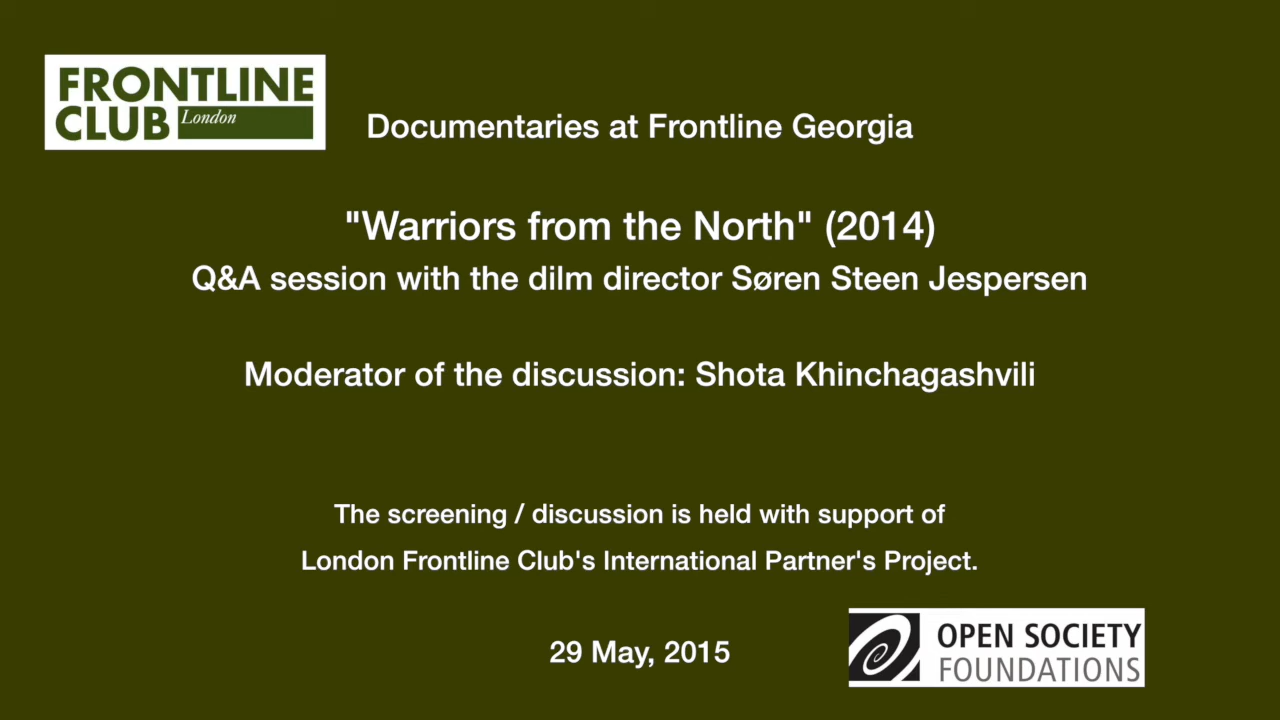 FRONTLINE
CLUB London
Documentaries at Frontline Georgia
"Warriors from the North" (2014)
Q&A session with the dilm director Søren Steen Jespersen
Moderator of the discussion: Shota Khinchagashvili
The screening / discussion is held with support of
London Frontline Club's International Partner's Project.
29 May, 2015
OPEN SOCIETY
FOUNDATIONS